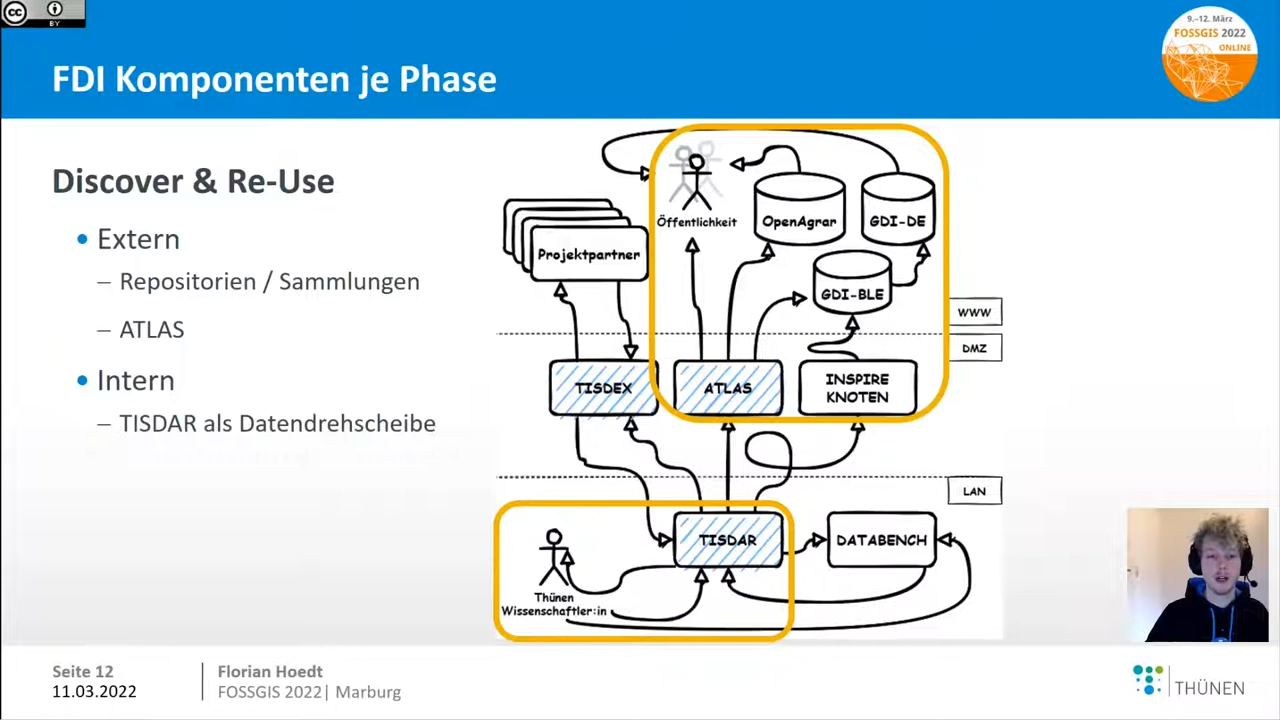 cc
BY
9.–12. März
FOSSGIS 2022
ONLINE
FDI Komponenten je Phase
Discover & Re-Use
• Extern
– Repositorien / Sammlungen
– ATLAS
• Intern
– TISDAR als Datendrehscheibe
Öffentlichkeit
OpenAgrar
GDI-DE
Projektpartner
GDI-BLE
WWW
DMZ
TISDEX
ATLAS
INSPIRE
KNOTEN
LAN
TISDAR
DATABENCH
Thünen
Wissenschaftler:in
Seite 12
11.03.2022
Florian Hoedt
FOSSGIS 2022| Marburg
THÜNEN